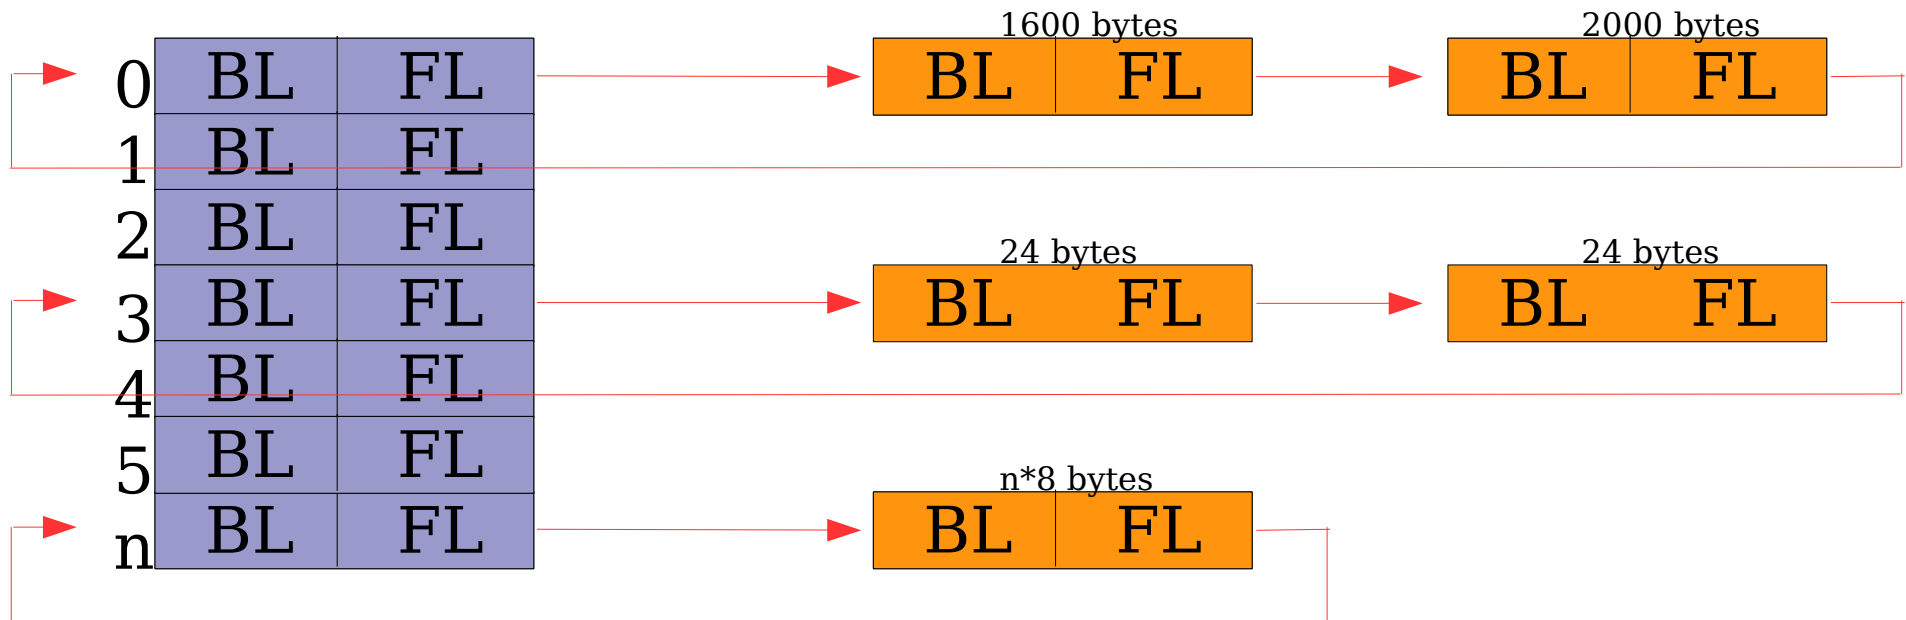 1600 bytes 2000 bytes
0 BL FL BL FL BL FL
1 BL FL
2 BL FL
24 bytes 24 bytes
3 BL FL BL FL BL FL
4 BL FL
5 BL FL
n*8 bytes
n BL FL BL FL